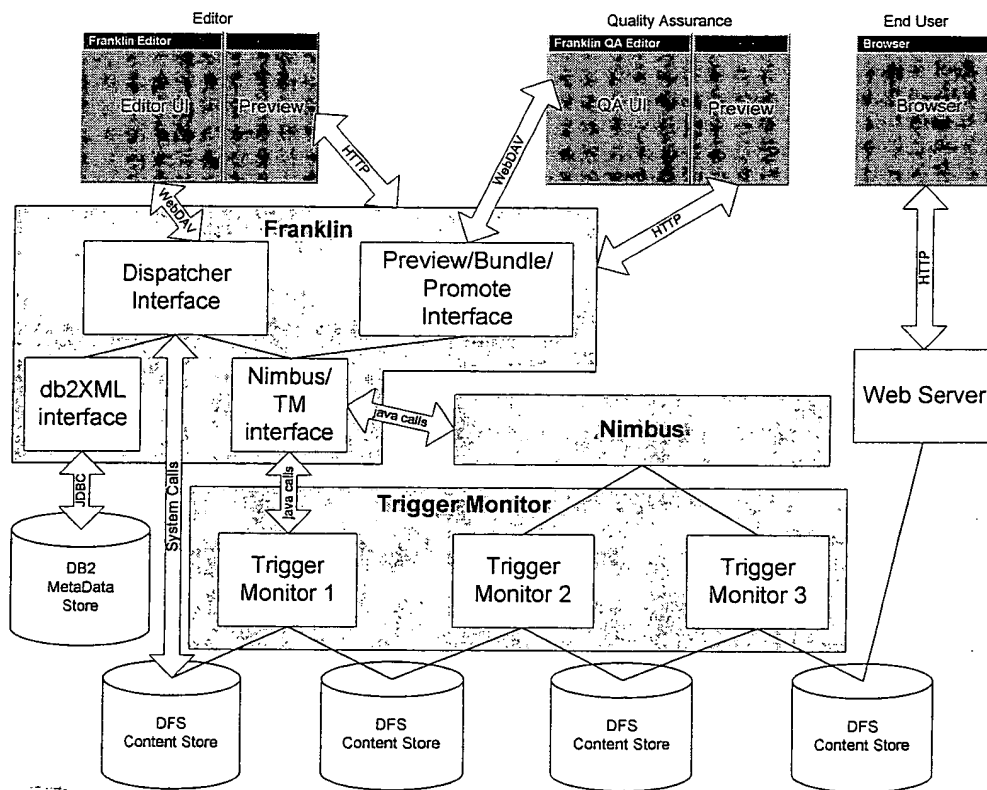 Editor
Quality Assurance
End User
Franklin Editor
Franklin QA Editor
Browser
Editor UI
Preview
QA UI
Preview
Browser
HTTP
WebDAV
WebDAV
HTTP
HTTP
Franklin
Dispatcher
Interface
Preview/Bundle/
Promote
Interface
db2XML
interface
Nimbus/
TM
interface
java calls
Nimbus
Web Server
JDBC
System Calls
java calls
Trigger Monitor
DB2
MetaData
Store
Trigger
Monitor 1
Trigger
Monitor 2
Trigger
Monitor 3
DFS
Content Store
DFS
Content Store
DFS
Content Store
DFS
Content Store